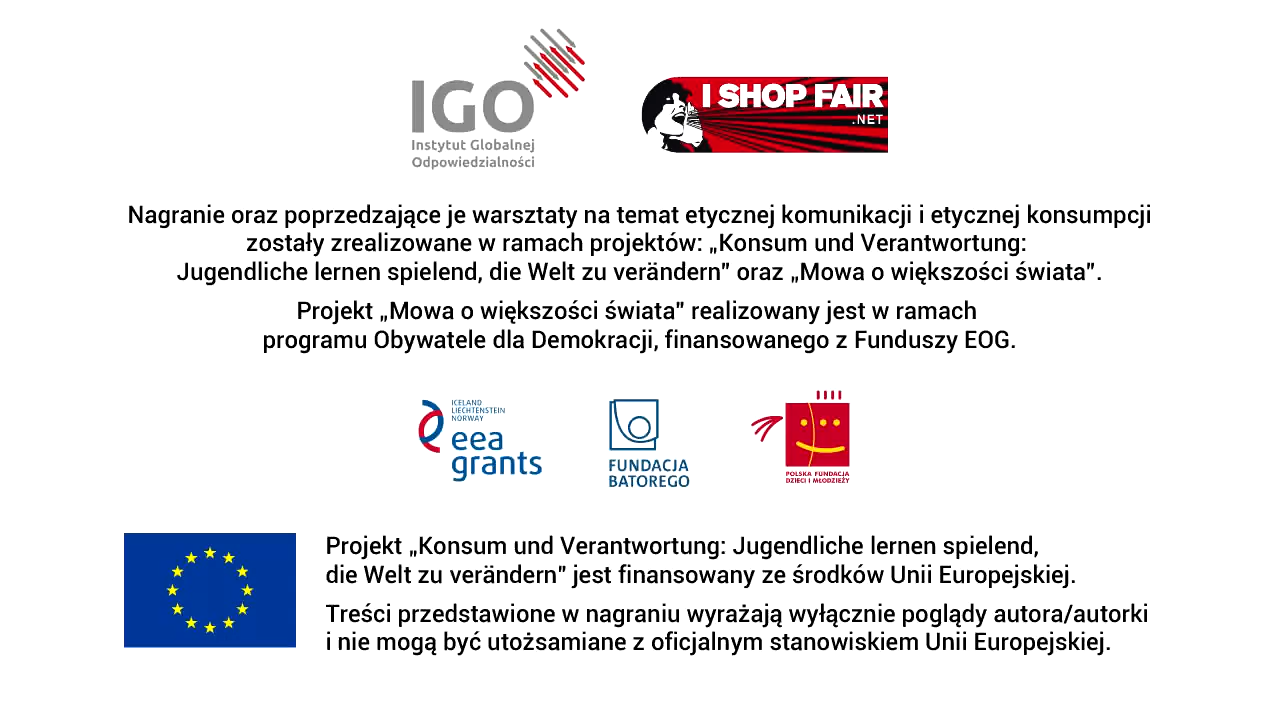 IGO
Instytut Globalnej
Odpowiedzialności
I SHOP FAIR
.NET
Nagranie oraz poprzedzające je warsztaty na temat etycznej komunikacji i etycznej konsumpcji
zostały zrealizowane w ramach projektów: „Konsum und Verantwortung:
Jugendliche lernen spielend, die Welt zu verändern" oraz „Mowa o większości świata".
Projekt „Mowa o większości świata" realizowany jest w ramach
programu Obywatele dla Demokracji, finansowanego z Funduszy EOG.
ICELAND
LIECHTENSTEIN
NORWAY
eea
grants
FUNDACJA
BATOREGO
POLSKA FUNDACJA
DZIECI I MŁODZIEŻY
Projekt „Konsum und Verantwortung: Jugendliche lernen spielend,
die Welt zu verändern" jest finansowany ze środków Unii Europejskiej.
Treści przedstawione w nagraniu wyrażają wyłącznie poglądy autora/autorki
i nie mogą być utożsamiane z oficjalnym stanowiskiem Unii Europejskiej.